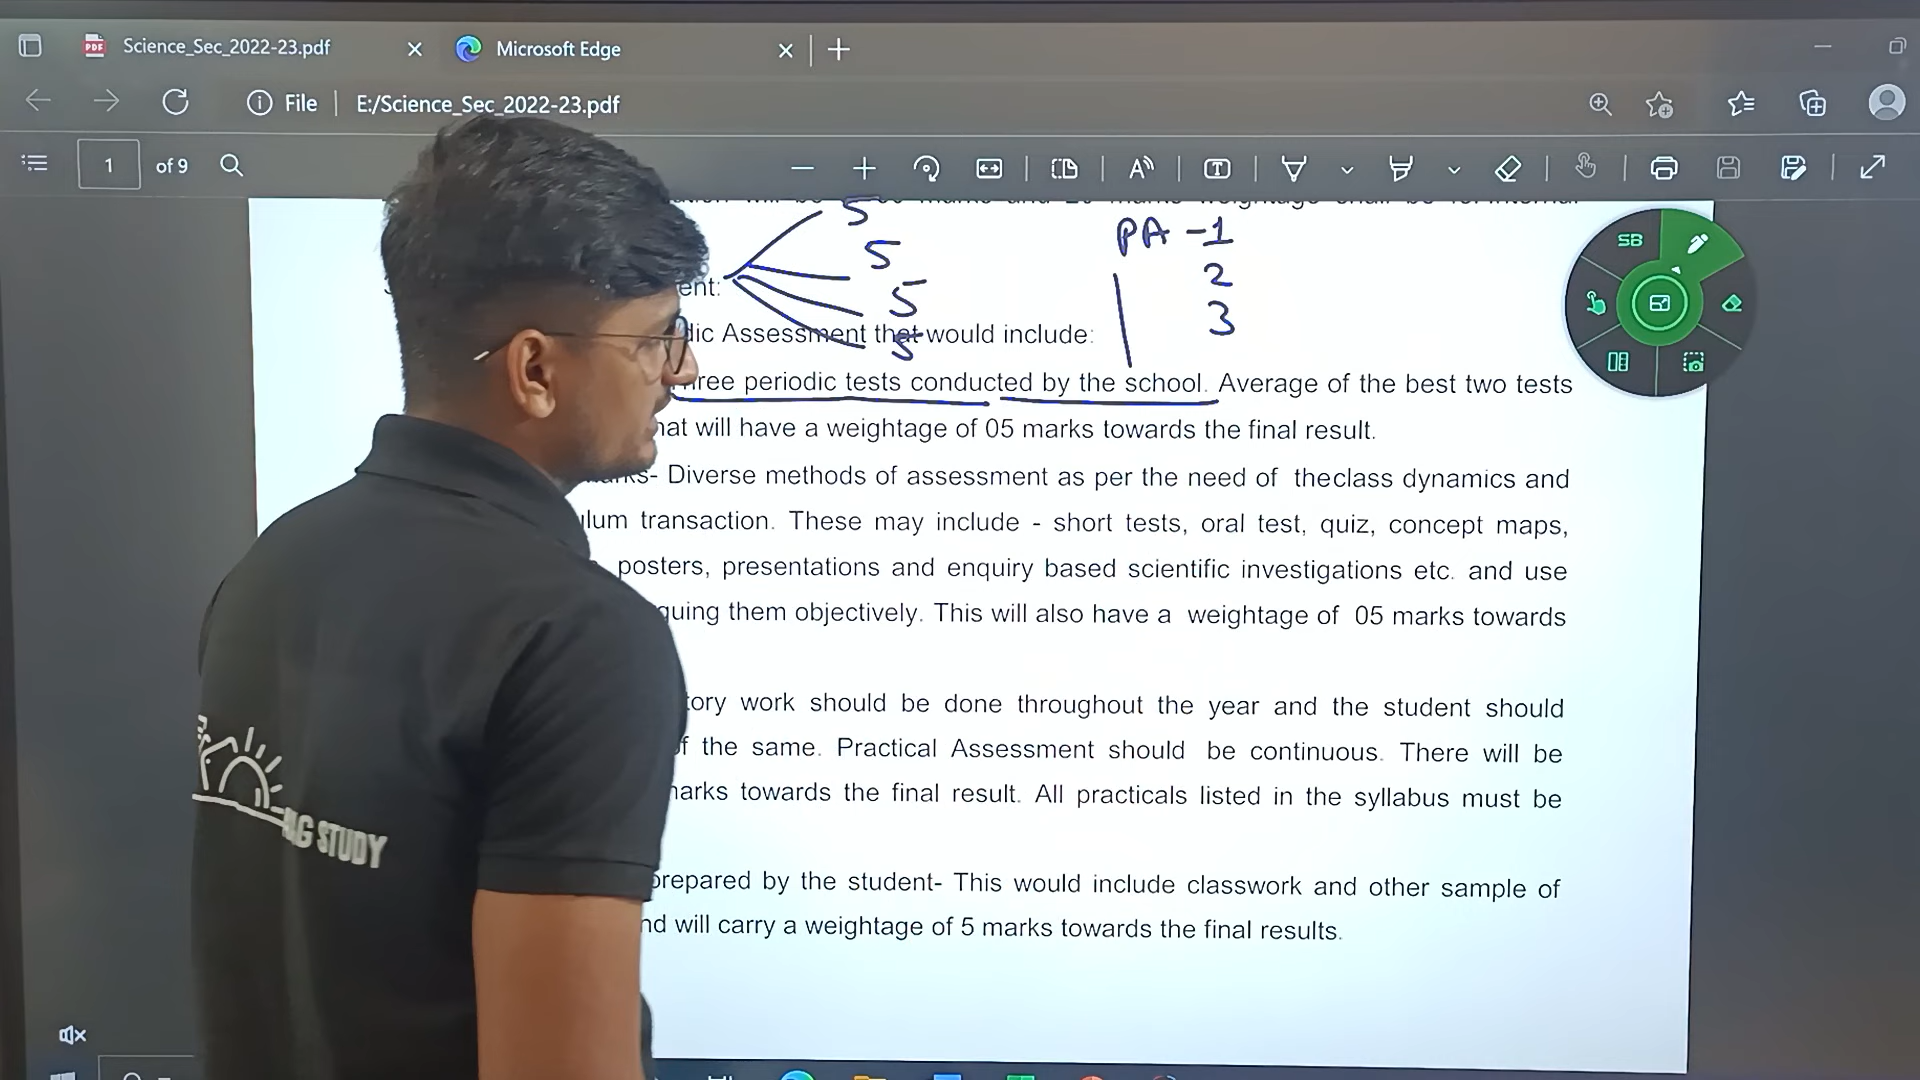 Science_Sec_2022-23.pdf
Microsoft Edge
File
E:/Science_Sec_2022-23.pdf
1
of 9
SB
PA -1
2
3
5
5
5
5
ent:
dic Assessment that would include:
hree periodic tests conducted by the school. Average of the best two tests
hat will have a weightage of 05 marks towards the final result.
Diverse methods of assessment as per the need of theclass dynamics and
ulum transaction. These may include - short tests, oral test, quiz, concept maps,
posters, presentations and enquiry based scientific investigations etc. and use
guing them objectively. This will also have a weightage of 05 marks towards
tory work should be done throughout the year and the student should
of the same. Practical Assessment should be continuous. There will be
marks towards the final result. All practicals listed in the syllabus must be
prepared by the student- This would include classwork and other sample of
nd will carry a weightage of 5 marks towards the final results.
STUDY